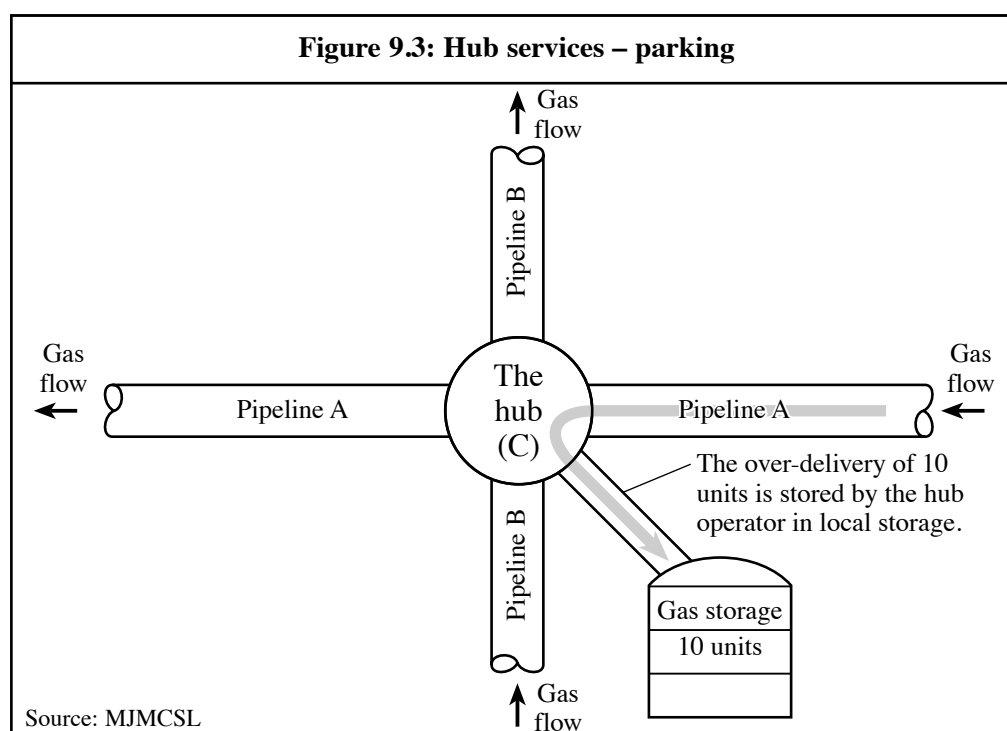 Figure 9.3: Hub services – parking
Gas
flow
Pipeline B
Gas
flow
Pipeline A
The
hub
(C)
Pipeline A
Gas
flow
The over-delivery of 10
units is stored by the hub
operator in local storage.
Pipeline B
Gas storage
10 units
Gas
flow
Source: MJMCSL